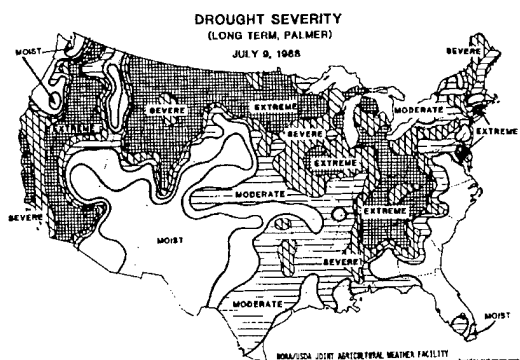 DROUGHT SEVERITY
(LONG TERM, PALMER)
JULY 9, 1988
MOIST
SEVERE
SEVERE
EXTREME
MODERATE
EXTREME
SEVERE
EXTREME
EXTREME
MODERATE
SEVERE
EXTREME
MOIST
SEVERE
MODERATE
MOIST
NOAA/USDA JOINT AGRICULTURAL WEATHER FACILITY